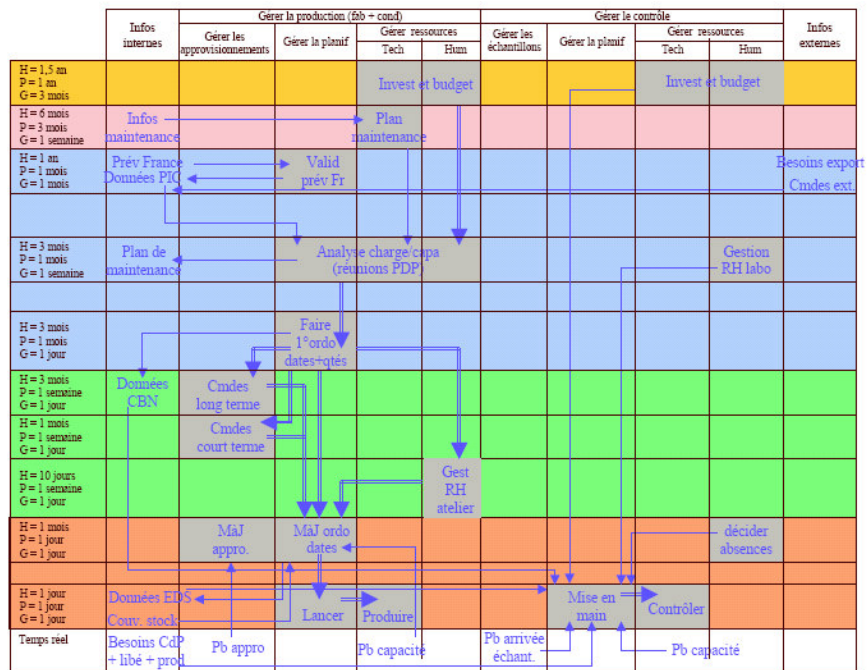 Gérer la production (fab + cond)
Gérer le contrôle
Infos
internes
Gérer les
approvisionnements
Gérer la planif
Gérer ressources
Tech
Hum
Gérer les
échantillons
Gérer la planif
Gérer ressources
Tech
Hum
Infos
externes
H = 1,5 an
P = 1 an
G = 3 mois
Invest et budget
Invest et budget
H = 6 mois
P = 3 mois
G = 1 semaine
Infos
maintenance
Plan
maintenance
H = 1 an
P = 1 mois
G = 1 mois
Prév France
Données PIC
Valid
prév Fr
Besoins export
Cmdes ext.
H = 3 mois
P = 1 mois
G = 1 semaine
Plan de
maintenance
Analyse charge/capa
(réunions PDP)
Gestion
RH labo
H = 3 mois
P = 1 mois
G = 1 jour
Faire
1°ordo
dates+qtés
H = 3 mois
P = 1 semaine
G = 1 jour
Données
CBN
Cmdes
long terme
H = 1 mois
P = 1 semaine
G = 1 jour
Cmdes
court terme
H = 10 jours
P = 1 semaine
G = 1 jour
Gest
RH
atelier
H = 1 mois
P = 1 jour
G = 1 jour
MàJ
appro.
MàJ ordo
dates
décider
absences
H = 1 jour
P = 1 jour
G = 1 jour
Données EDS
Couv. stock
Lancer
Produire
Mise en
main
Contrôler
Temps réel
Besoins CdP
+ libé + prod
Pb appro
Pb capacité
Pb arrivée
échant.
Pb capacité